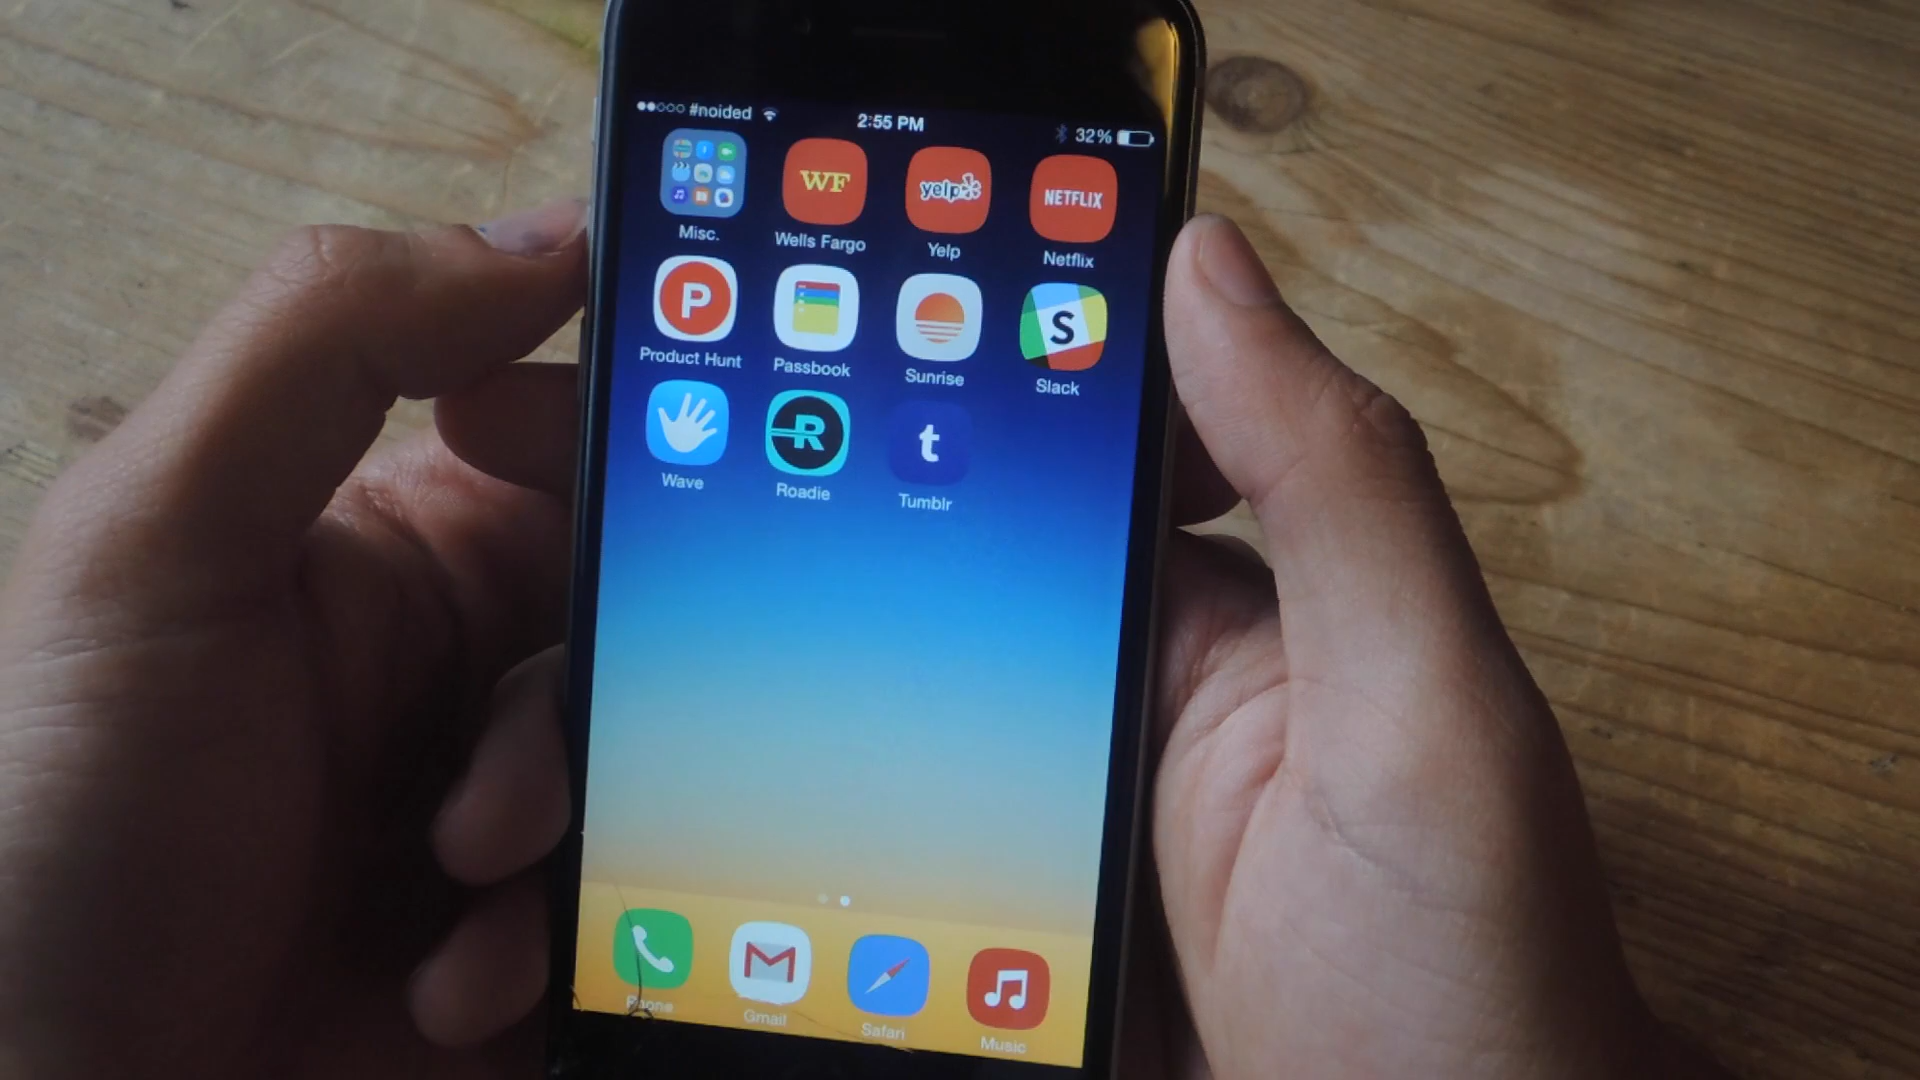 #noided 2:55 PM 32%
WF yelp NETFLIX
Misc. Wells Fargo Yelp Netflix
P S
Product Hunt Passbook Sunrise Slack
R t
Wave Roadie Tumblr
Phone Gmail Safari Music